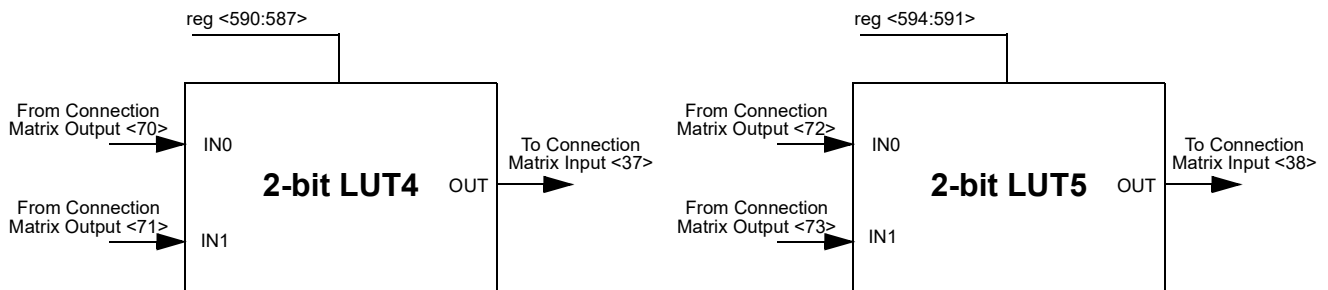 reg <590:587>
From Connection
Matrix Output <70>
IN0
2-bit LUT4
OUT
To Connection
Matrix Input <37>
From Connection
Matrix Output <71>
IN1
reg <594:591>
From Connection
Matrix Output <72>
IN0
2-bit LUT5
OUT
To Connection
Matrix Input <38>
From Connection
Matrix Output <73>
IN1